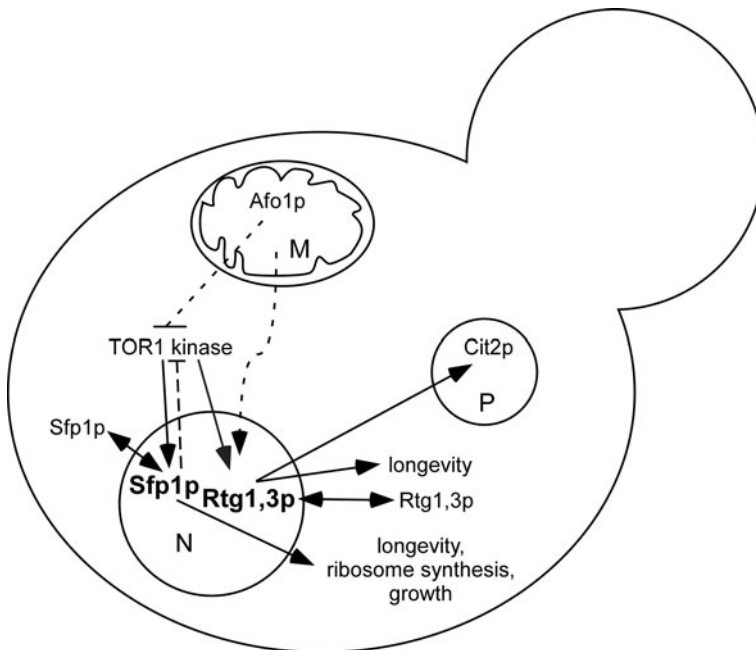 Afo1p
M
TOR1 kinase
Cit2p
P
Sfp1p
longevity
Sfp1p
Rtg1,3p
Rtg1,3p
N
longevity,
ribosome synthesis,
growth